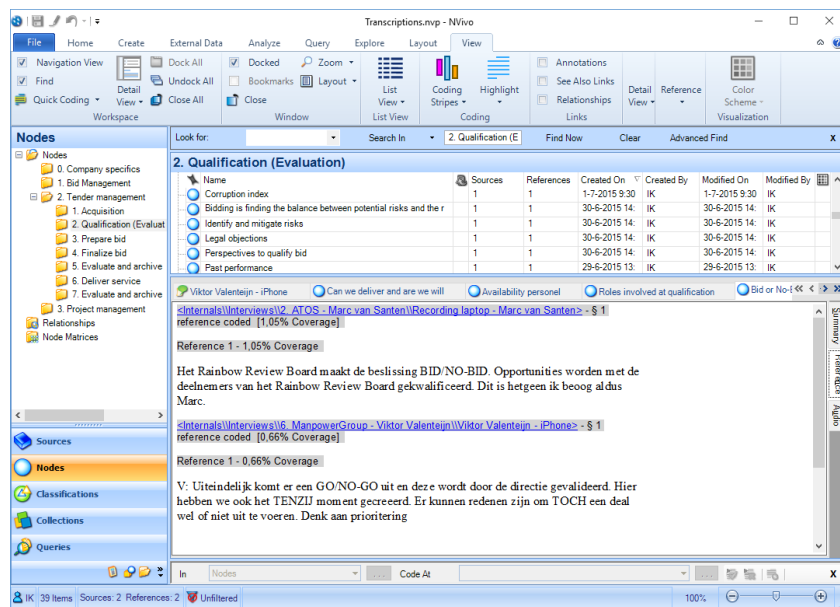 Transcriptions.nvp - NVivo
File Home Create External Data Analyze Query Explore Layout View
Navigation View
Find
Quick Coding
Detail View
Workspace
Dock All
Undock All
Close All
Docked
Bookmarks
Close
Zoom
Layout
Window
List View
List View
Coding Stripes
Highlight
Coding
Annotations
See Also Links
Relationships
Links
Detail View
Reference
Color Scheme
Visualization
Nodes
Look for: Search In 2. Qualification (E Find Now Clear Advanced Find x
Nodes
0. Company specifics
1. Bid Management
2. Tender management
1. Acquisition
2. Qualification (Evaluat
3. Prepare bid
4. Finalize bid
5. Evaluate and archive
6. Deliver service
7. Evaluate and archive
3. Project management
Relationships
Node Matrices
Sources
Nodes
Classifications
Collections
Queries
2. Qualification (Evaluation)
Name Sources References Created On Created By Modified On Modified By
Corruption index 1 1 1-7-2015 9:30 IK 1-7-2015 9:30 IK
Bidding is finding the balance between potential risks and the r 1 1 30-6-2015 14: IK 30-6-2015 14: IK
Identify and mitigate risks 1 1 30-6-2015 14: IK 30-6-2015 14: IK
Legal objections 1 1 30-6-2015 14: IK 30-6-2015 14: IK
Perspectives to qualify bid 1 1 30-6-2015 14: IK 30-6-2015 14: IK
Past performance 1 1 29-6-2015 13: IK 29-6-2015 13: IK
Viktor Valenteijn - iPhone Can we deliver and are we will Availability personel Roles involved at qualification Bid or No-B
<Internals\\Interviews\\2. ATOS - Marc van Santen\\Recording laptop - Marc van Santen> - § 1
reference coded [1,05% Coverage]
Reference 1 - 1,05% Coverage
Het Rainbow Review Board maakt de beslissing BID/NO-BID. Opportunities worden met de
deelnemers van het Rainbow Review Board gekwalificeerd. Dit is hetgeen ik beoog aldus
Marc.
<Internals\\Interviews\\6. ManpowerGroup - Viktor Valenteijn\\Viktor Valenteijn - iPhone> - § 1
reference coded [0,66% Coverage]
Reference 1 - 0,66% Coverage
V: Uiteindelijk komt er een GO/NO-GO uit en deze wordt door de directie gevalideerd. Hier
hebben we ook het TENZIJ moment gecreeerd. Er kunnen redenen zijn om TOCH een deal
wel of niet uit te voeren. Denk aan prioritering
Summary
Reference
Audio
In Nodes ... Code At ... x
IK 39 Items Sources: 2 References: 2 Unfiltered 100%